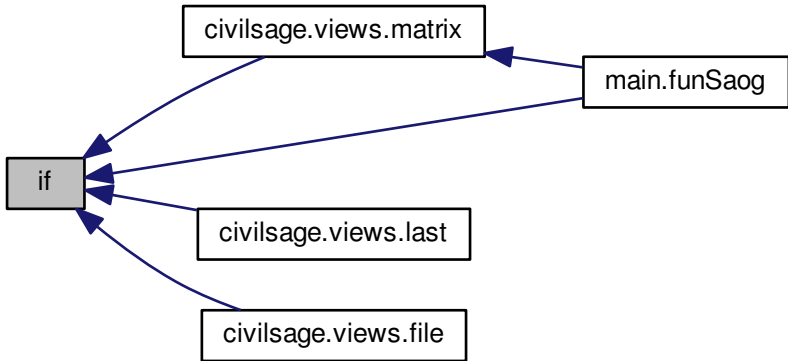 civilsage.views.matrix
main.funSaog
if
civilsage.views.last
civilsage.views.file